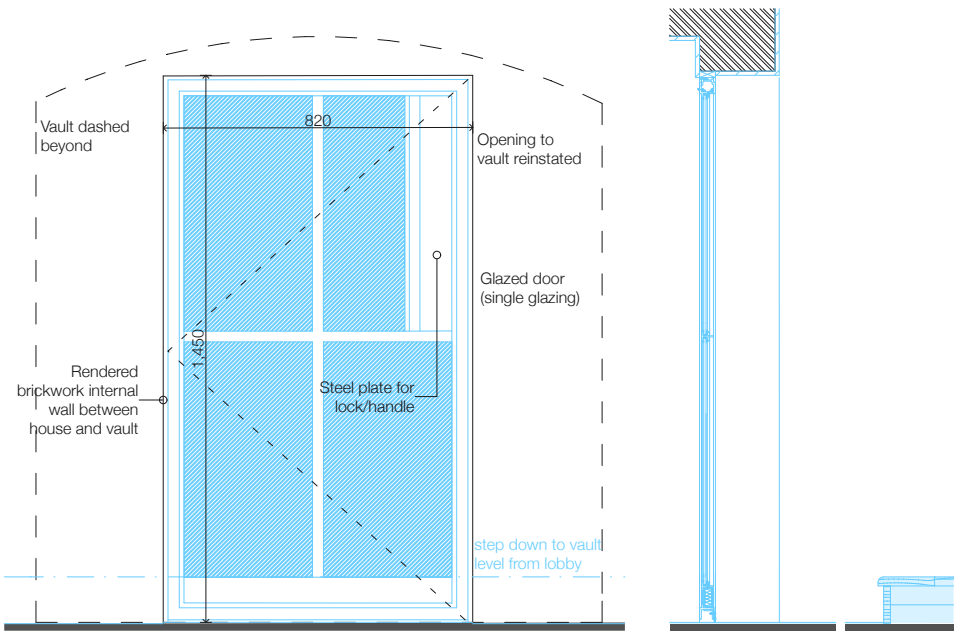 820
Vault dashed
beyond
Opening to
vault reinstated
Glazed door
(single glazing)
1,450
Rendered
brickwork internal
wall between
house and vault
Steel plate for
lock/handle
step down to vault
level from lobby